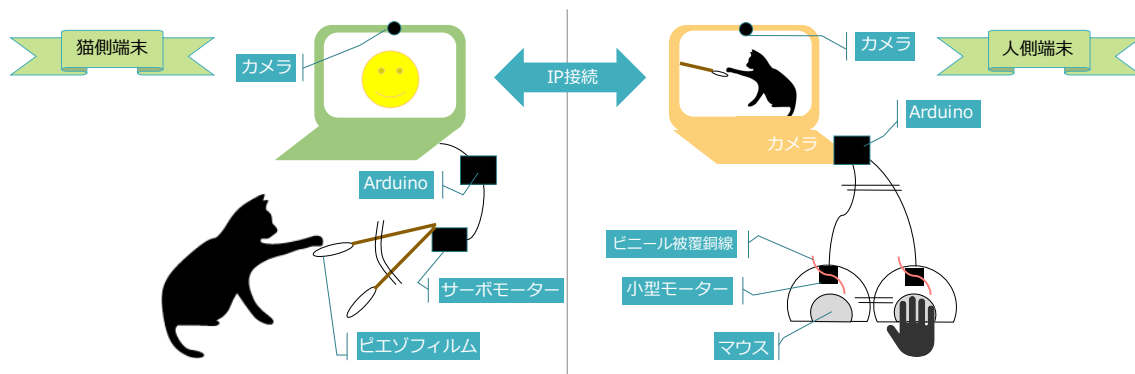 猫側端末
カメラ
IP接続
カメラ
人側端末
Arduino
カメラ
Arduino
ビニール被覆銅線
サーボモーター
小型モーター
ピエゾフィルム
マウス